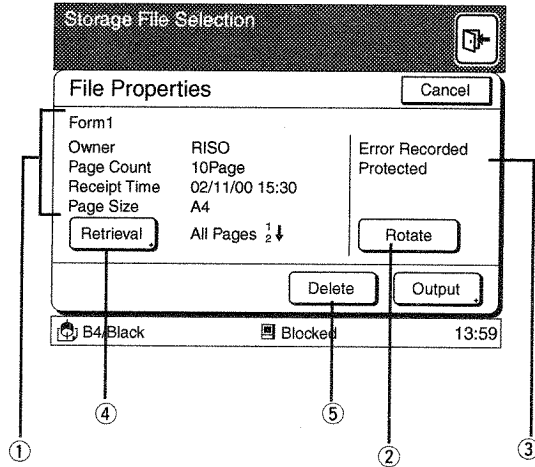 Storage File Selection
File Properties
Cancel
Form1
Owner RISO
Page Count 10Page
Receipt Time 02/11/00 15:30
Page Size A4
Error Recorded
Protected
Retrieval
All Pages 1 2
Rotate
Delete
Output
B4/Black
Blocked
13:59
④
⑤
①
②
③